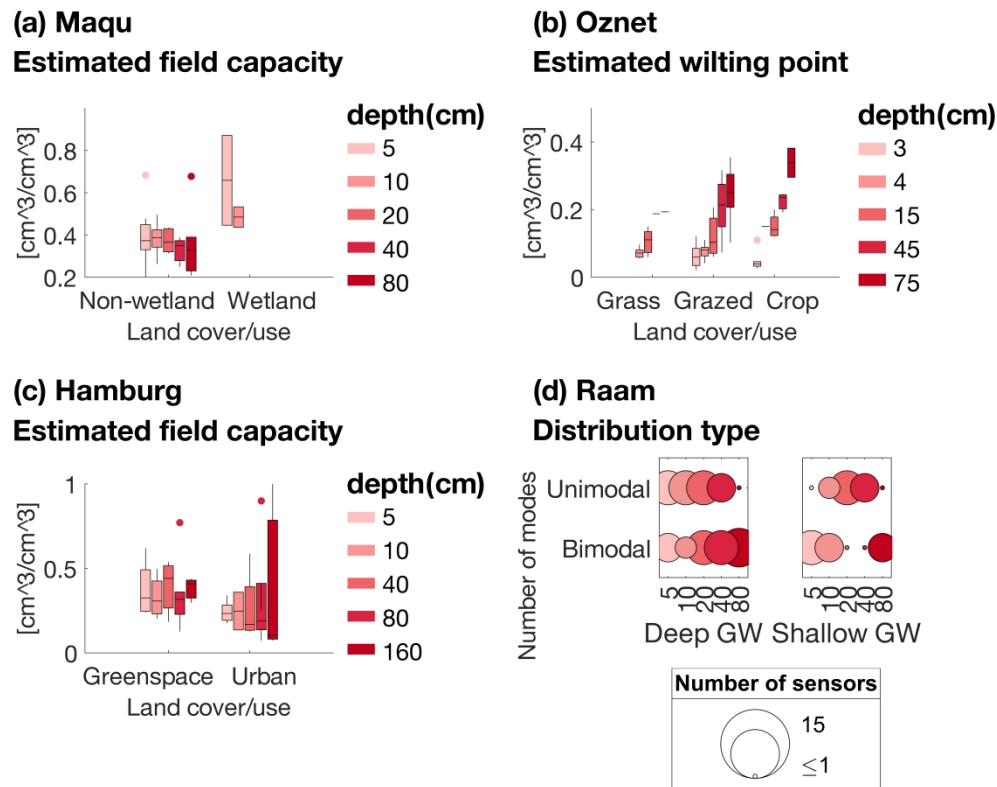 (a) Maqu
Estimated field capacity
[cm^3/cm^3]
0.8
0.6
0.4
0.2
Non-wetland Wetland
Land cover/use
depth(cm)
5
10
20
40
80
(b) Oznet
Estimated wilting point
[cm^3/cm^3]
0.4
0.2
0
Grass Grazed Crop
Land cover/use
depth(cm)
3
4
15
45
75
(c) Hamburg
Estimated field capacity
[cm^3/cm^3]
1
0.5
0
Greenspace Urban
Land cover/use
depth(cm)
5
10
40
80
160
(d) Raam
Distribution type
Number of modes
Unimodal
Bimodal
5 10 20 40 80 5 10 20 40 80
Deep GW Shallow GW
Number of sensors
15
≤1